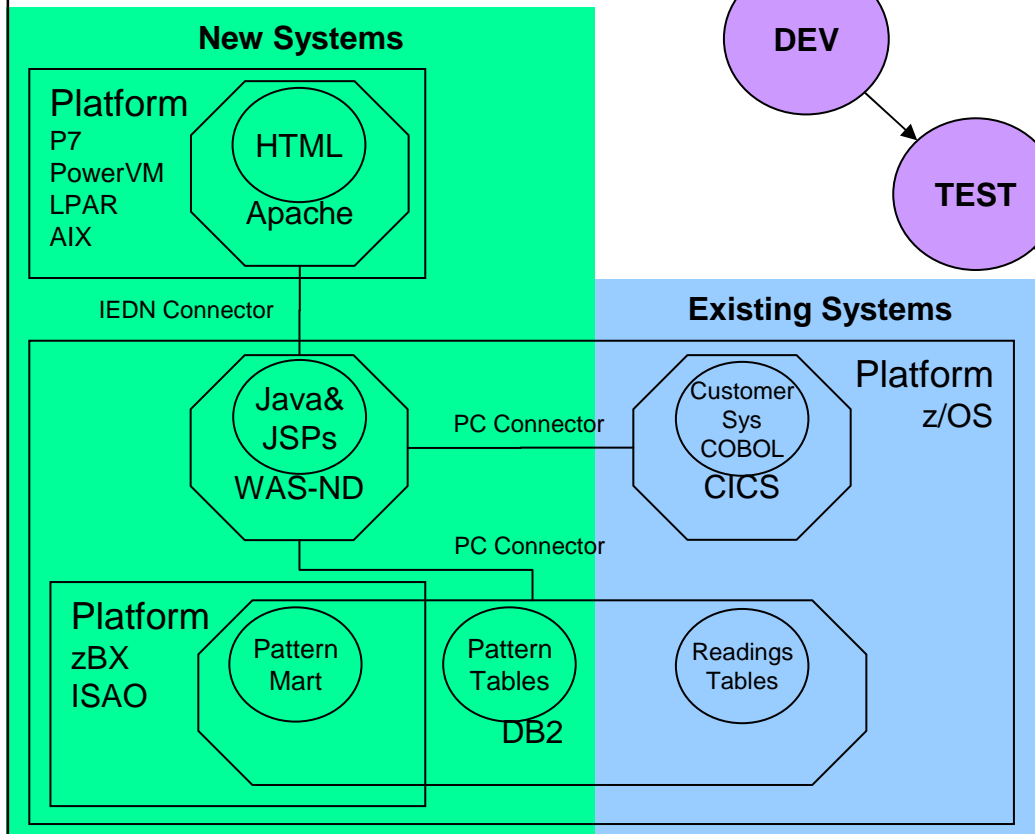 New Systems
DEV
TEST
Platform
P7
PowerVM
LPAR
AIX
HTML
Apache
IEDN Connector
Existing Systems
Platform
z/OS
Java&
JSPs
WAS-ND
PC Connector
Customer
Sys
COBOL
CICS
PC Connector
Platform
zBX
ISAO
Pattern
Mart
Pattern
Tables
DB2
Readings
Tables